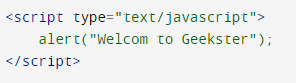 <script type="text/javascript">
    alert("Welcom to Geekster");
</script>